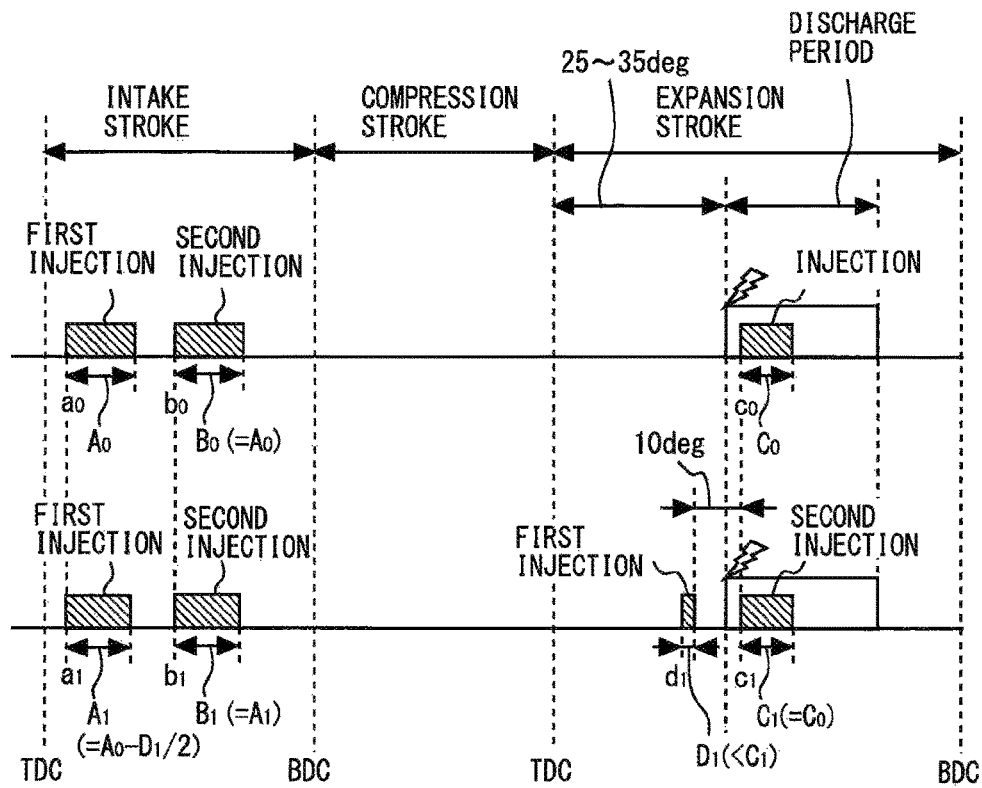 DISCHARGE
PERIOD
25～35deg
INTAKE
STROKE
COMPRESSION
STROKE
EXPANSION
STROKE
FIRST
INJECTION
SECOND
INJECTION
INJECTION
a0
b0
c0
A0
B0 (=A0)
C0
10deg
FIRST
INJECTION
SECOND
INJECTION
FIRST
INJECTION
SECOND
INJECTION
a1
b1
d1
c1
A1
(=A0-D1/2)
B1 (=A1)
C1(=C0)
D1(<C1)
TDC
BDC
TDC
BDC